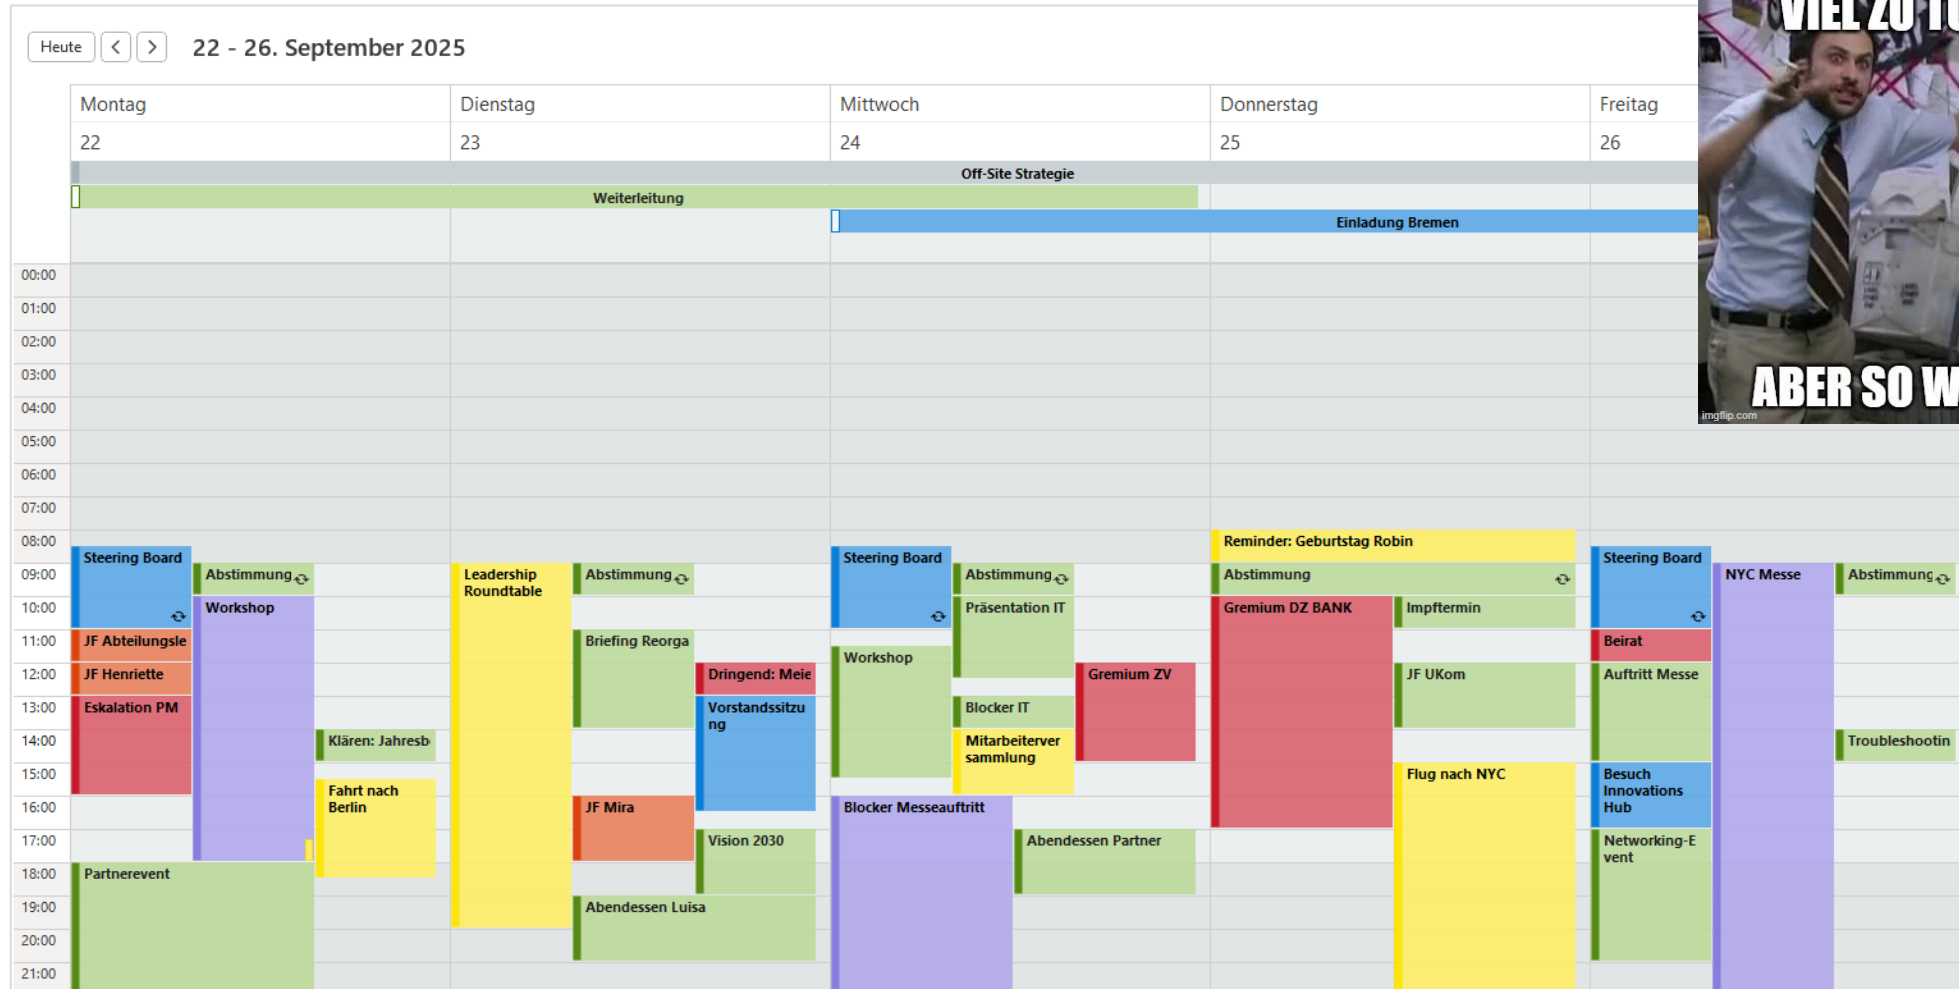 Heute
22 - 26. September 2025
VIEL ZU
Montag
Dienstag
Mittwoch
Donnerstag
Freitag
22
23
24
25
26
Off-Site Strategie
Weiterleitung
Einladung Bremen
ABER SO
imgflip.com
00:00
01:00
02:00
03:00
04:00
05:00
06:00
07:00
08:00
09:00
10:00
11:00
12:00
13:00
14:00
15:00
16:00
17:00
18:00
19:00
20:00
21:00
Steering Board
Abstimmung
Workshop
JF Abteilungsle
JF Henriette
Eskalation PM
Klären: Jahresb
Fahrt nach
Berlin
Partnerevent
Leadership
Roundtable
Abstimmung
Briefing Reorga
Dringend: Meie
Vorstandssitzu
ng
JF Mira
Vision 2030
Abendessen Luisa
Steering Board
Abstimmung
Präsentation IT
Workshop
Gremium ZV
Blocker IT
Mitarbeiterver
sammlung
Blocker Messeauftritt
Abendessen Partner
Reminder: Geburtstag Robin
Abstimmung
Gremium DZ BANK
Impftermin
JF UKom
Flug nach NYC
Steering Board
NYC Messe
Abstimmung
Beirat
Auftritt Messe
Troubleshootin
Besuch
Innovations
Hub
Networking-E
vent